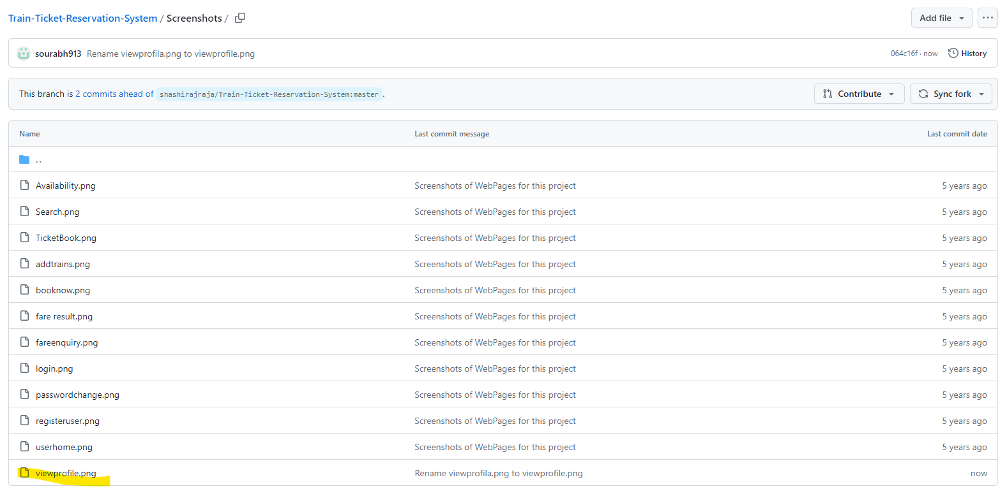 Train-Ticket-Reservation-System / Screenshots / Add file ...
sourabh913 Rename viewprofila.png to viewprofile.png 064c16f · now History
This branch is 2 commits ahead of shashirajraja/Train-Ticket-Reservation-System:master . Contribute Sync fork
Name Last commit message Last commit date
..
Availability.png Screenshots of WebPages for this project 5 years ago
Search.png Screenshots of WebPages for this project 5 years ago
TicketBook.png Screenshots of WebPages for this project 5 years ago
addtrains.png Screenshots of WebPages for this project 5 years ago
booknow.png Screenshots of WebPages for this project 5 years ago
fare result.png Screenshots of WebPages for this project 5 years ago
fareenquiry.png Screenshots of WebPages for this project 5 years ago
login.png Screenshots of WebPages for this project 5 years ago
passwordchange.png Screenshots of WebPages for this project 5 years ago
registeruser.png Screenshots of WebPages for this project 5 years ago
userhome.png Screenshots of WebPages for this project 5 years ago
viewprofile.png Rename viewprofila.png to viewprofile.png now